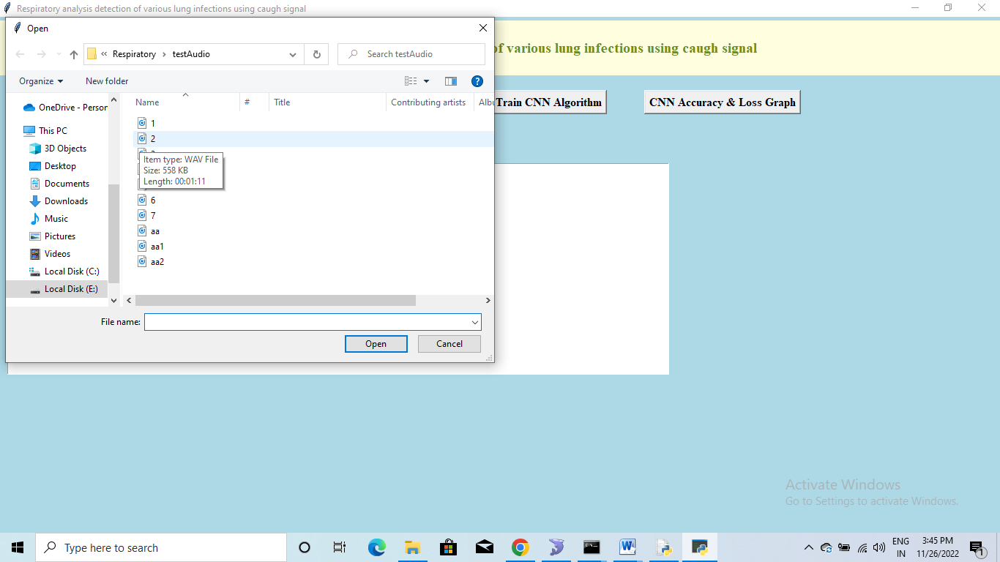 Respiratory analysis detection of various lung infections using caugh signal
Open
of various lung infections using caugh signal
« Respiratory › testAudio
Search testAudio
Organize
New folder
Train CNN Algorithm
CNN Accuracy & Loss Graph
Name
#
Title
Contributing artists
Albu
OneDrive - Person
This PC
3D Objects
Desktop
Documents
Downloads
Music
Pictures
Videos
Local Disk (C:)
Local Disk (E:)
1
2
Item type: WAV File
Size: 558 KB
Length: 00:01:11
6
7
aa
aa1
aa2
File name:
Open
Cancel
Activate Windows
Go to Settings to activate Windows.
Type here to search
ENG
IN
3:45 PM
11/26/2022
1